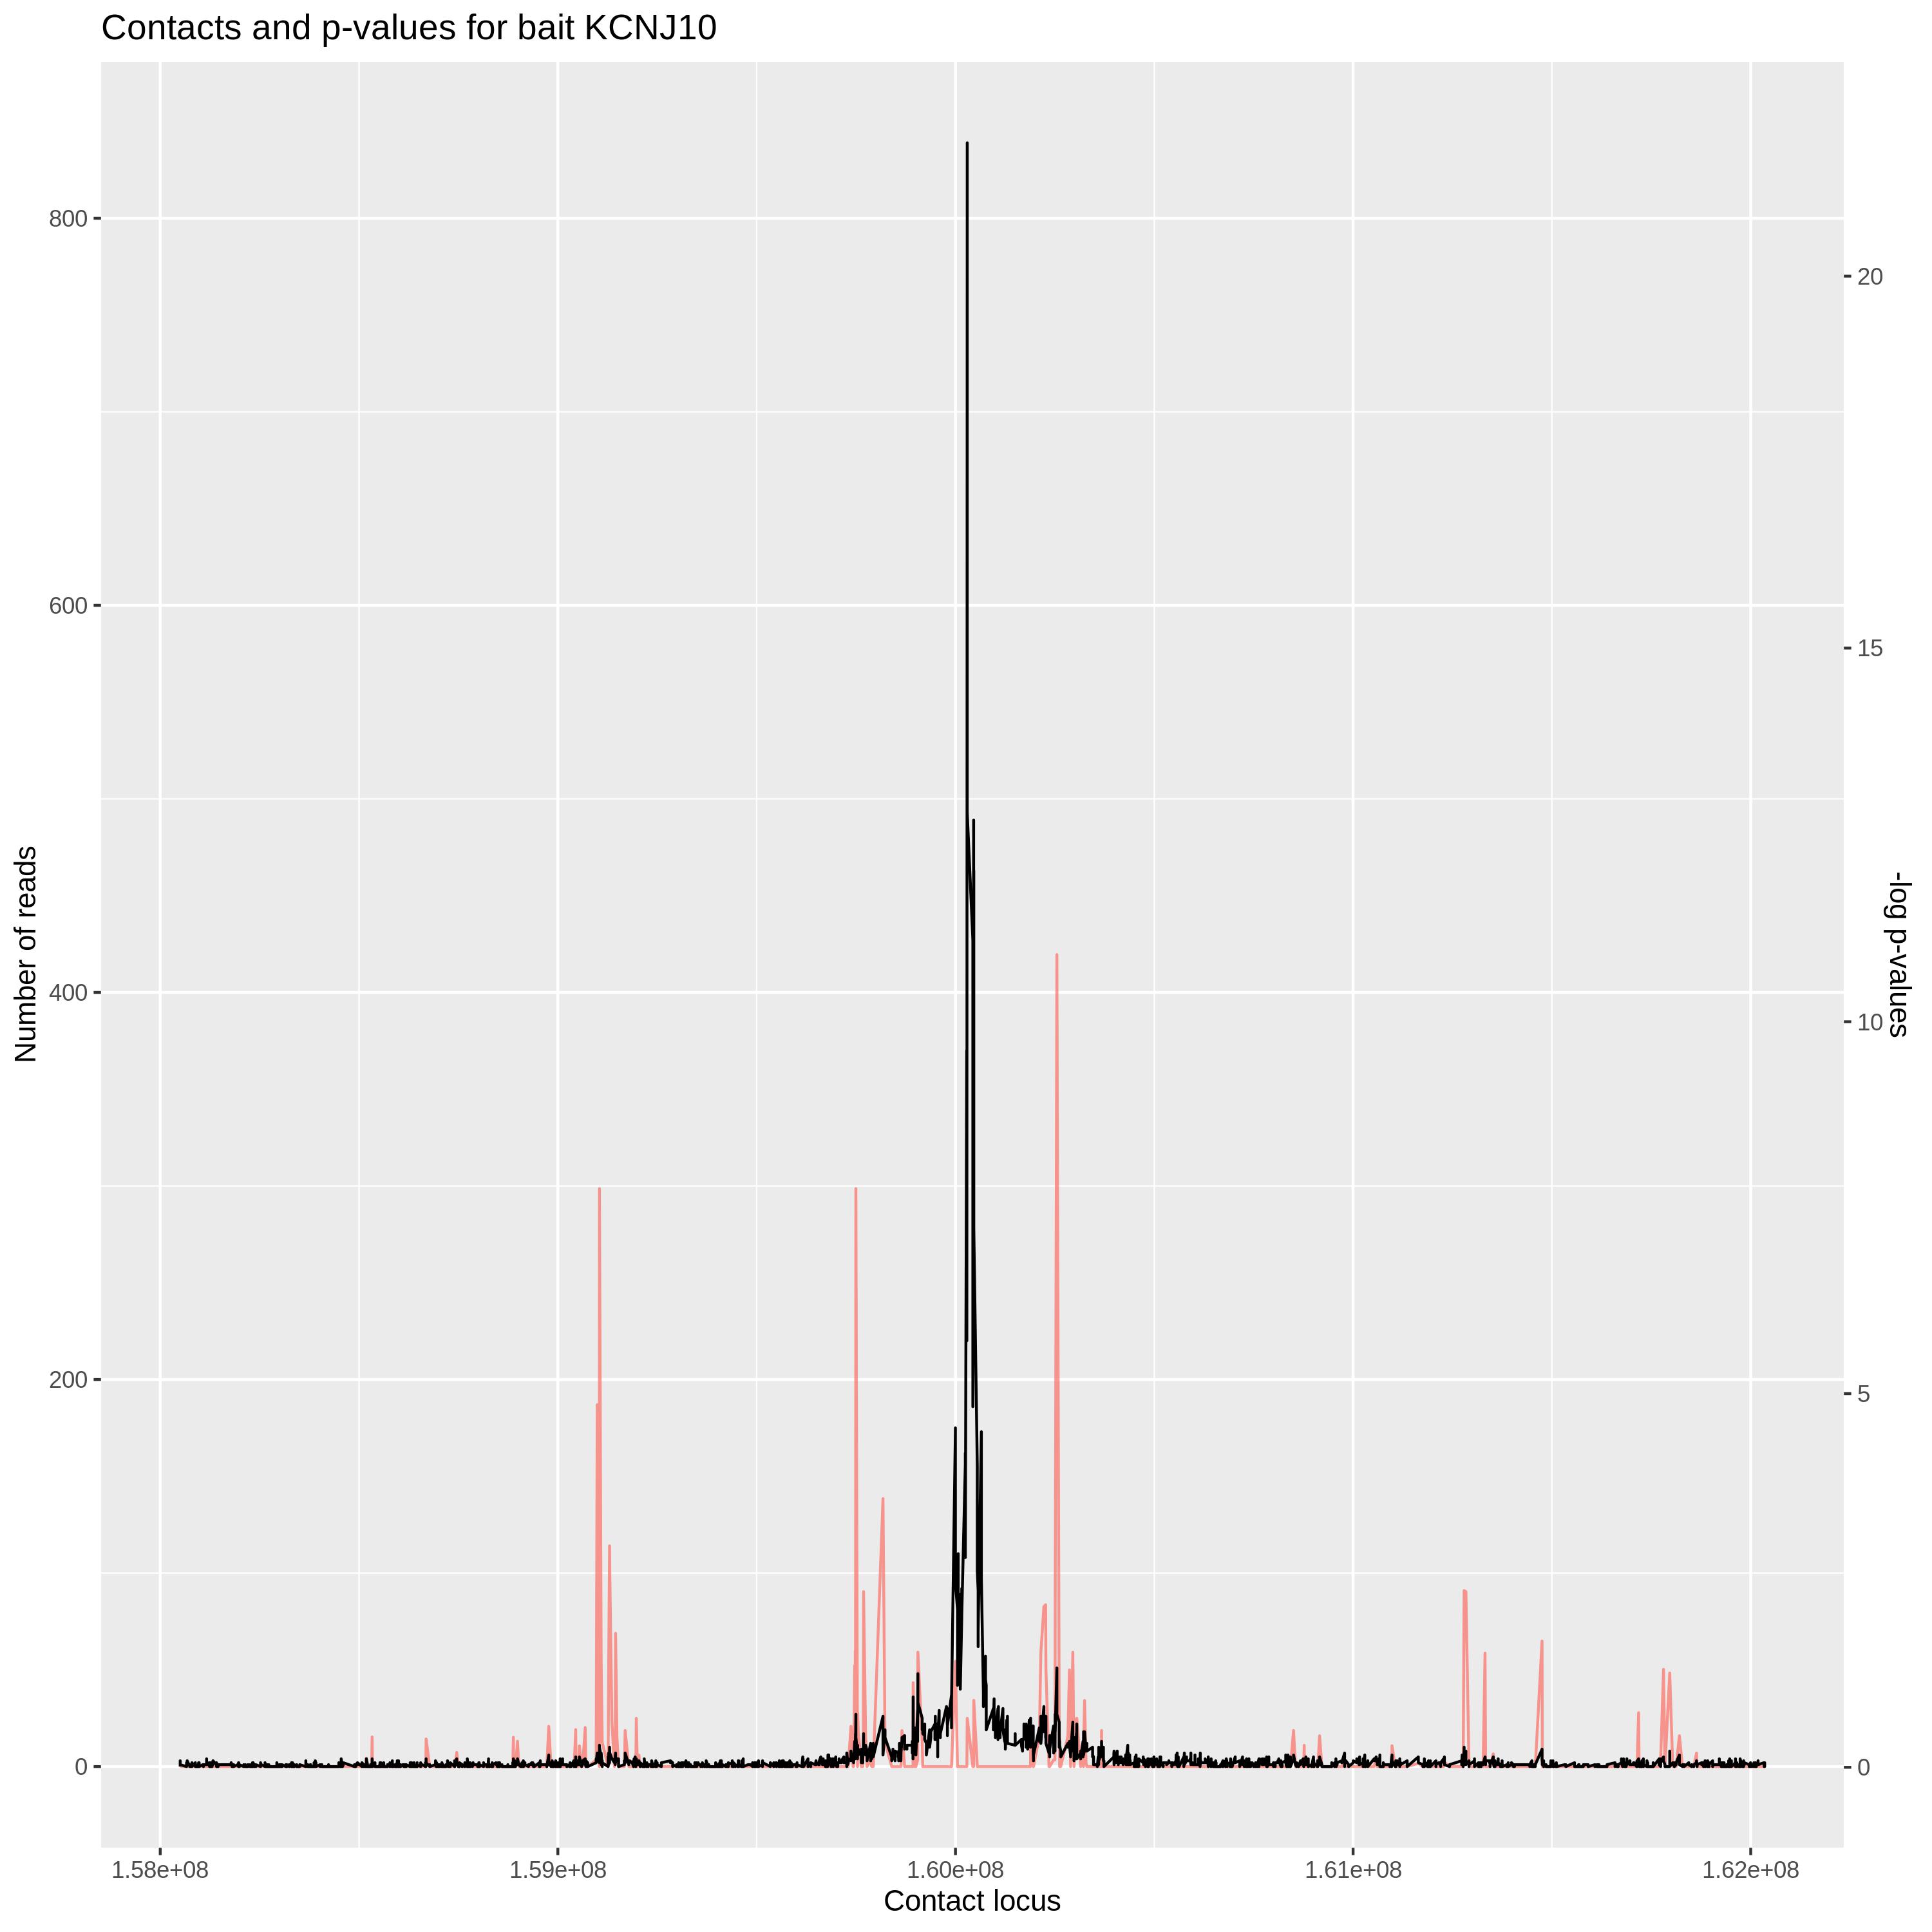 Contacts and p-values for bait KCNJ10
800
600
400
200
0
Number of reads
20
15
10
5
0
-log p-values
1.58e+08 1.59e+08 1.60e+08 1.61e+08 1.62e+08
Contact locus